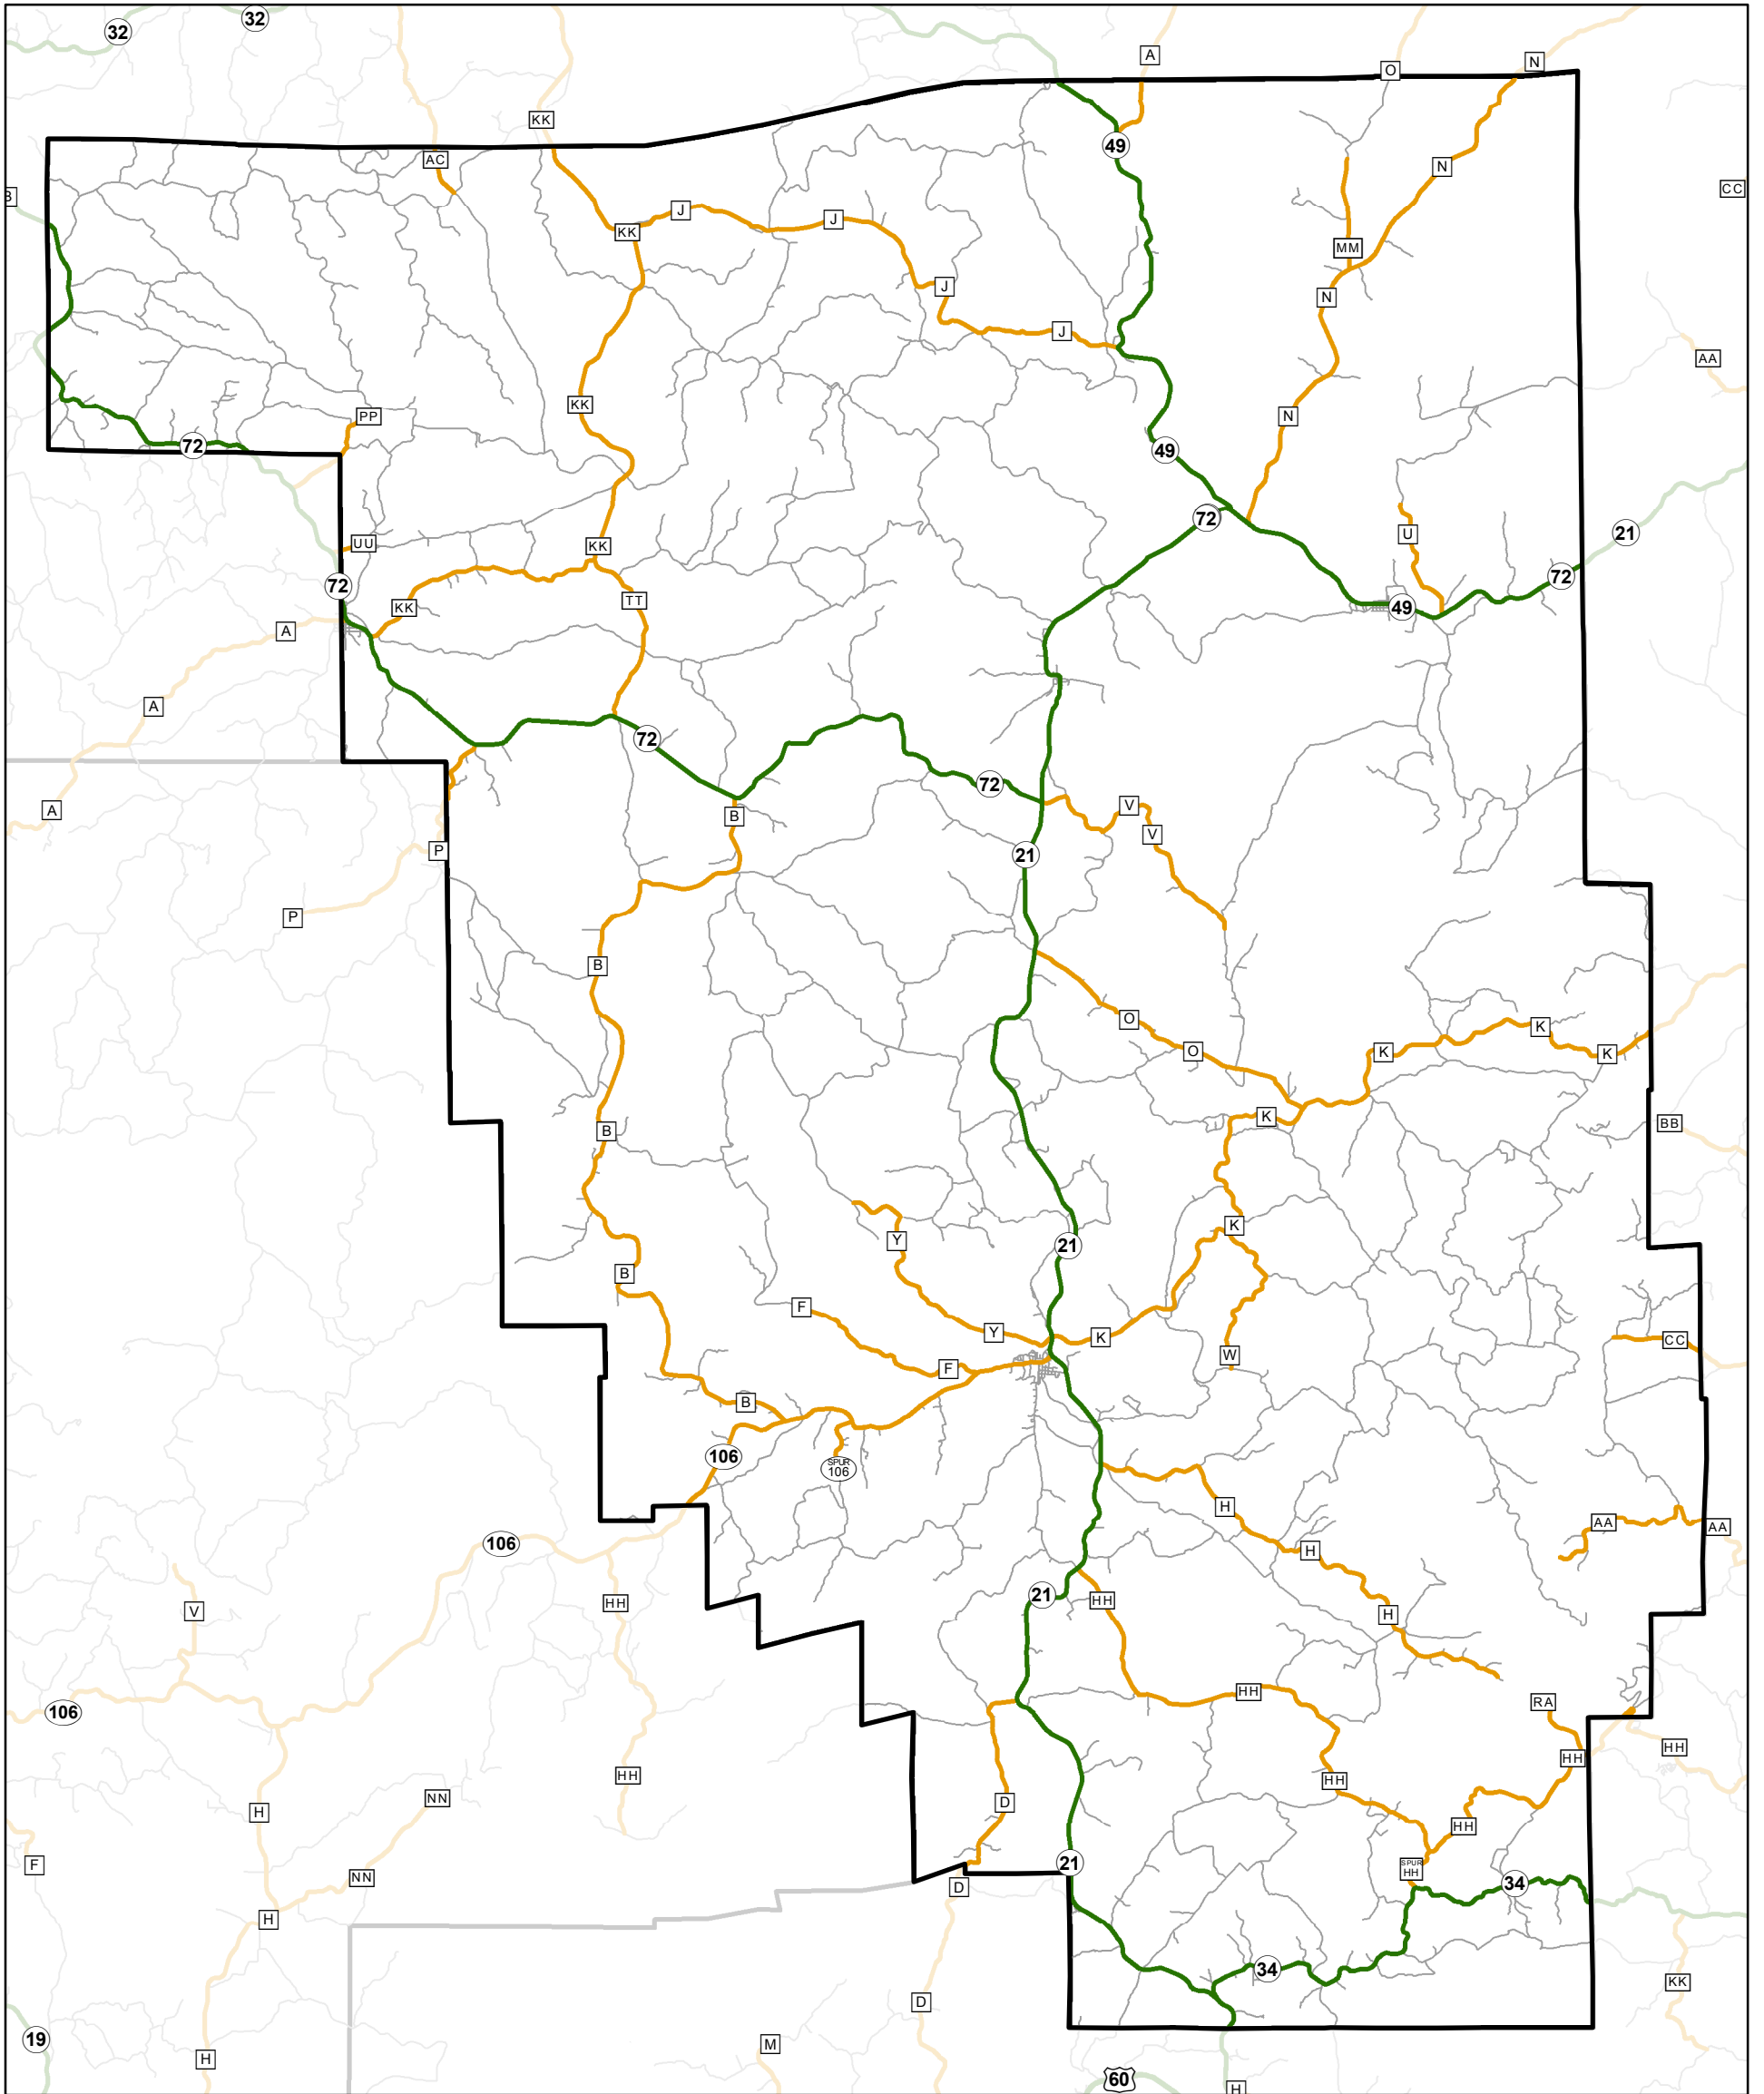 32
32
A
N
O
KK
49
AC
N
CC
B
J
J
KK
MM
J
N
J
AA
KK
N
PP
72
49
72
21
U
UU
KK
72
72
KK
TT
49
A
A
72
72
V
A
B
V
P
21
P
B
O
K
O
K
K
K
BB
B
K
Y
21
B
F
Y
K
CC
W
F
B
106
SPUR
106
H
AA
AA
106
H
21
HH
HH
V
H
HH
RA
106
HH
HH
HH
HH
NN
D
H
HH
21
F
SPUR
HH
NN
34
D
H
34
KK
D
19
M
H
60
H